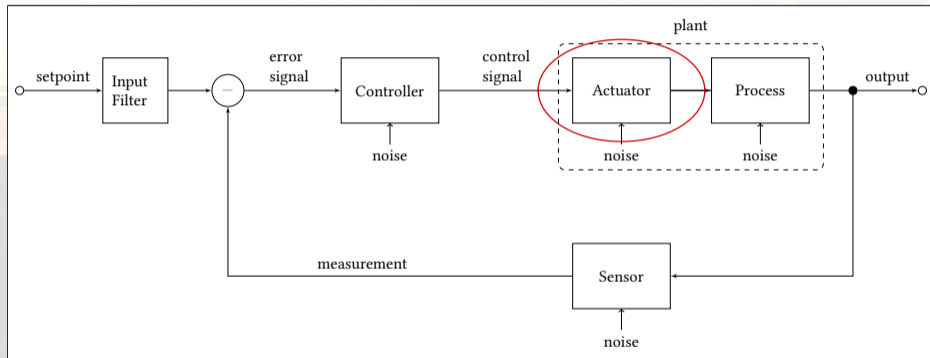 plant
setpoint
Input
Filter
−
error
signal
Controller
noise
control
signal
Actuator
noise
Process
noise
output
measurement
Sensor
noise